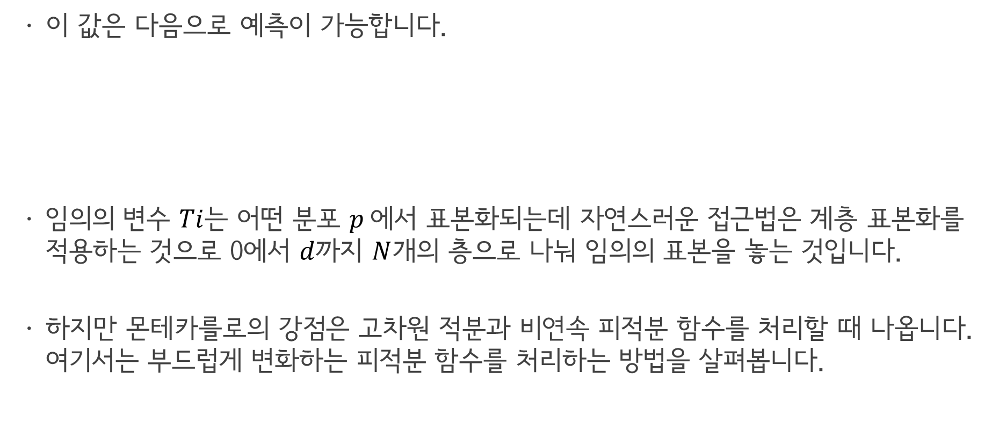 · 이 값은 다음으로 예측이 가능합니다.
· 임의의 변수 Ti는 어떤 분포 p 에서 표본화되는데 자연스러운 접근법은 계층 표본화를
적용하는 것으로 0에서 d까지 N개의 층으로 나눠 임의의 표본을 놓는 것입니다.
· 하지만 몬테카를로의 강점은 고차원 적분과 비연속 피적분 함수를 처리할 때 나옵니다.
여기서는 부드럽게 변화하는 피적분 함수를 처리하는 방법을 살펴봅니다.